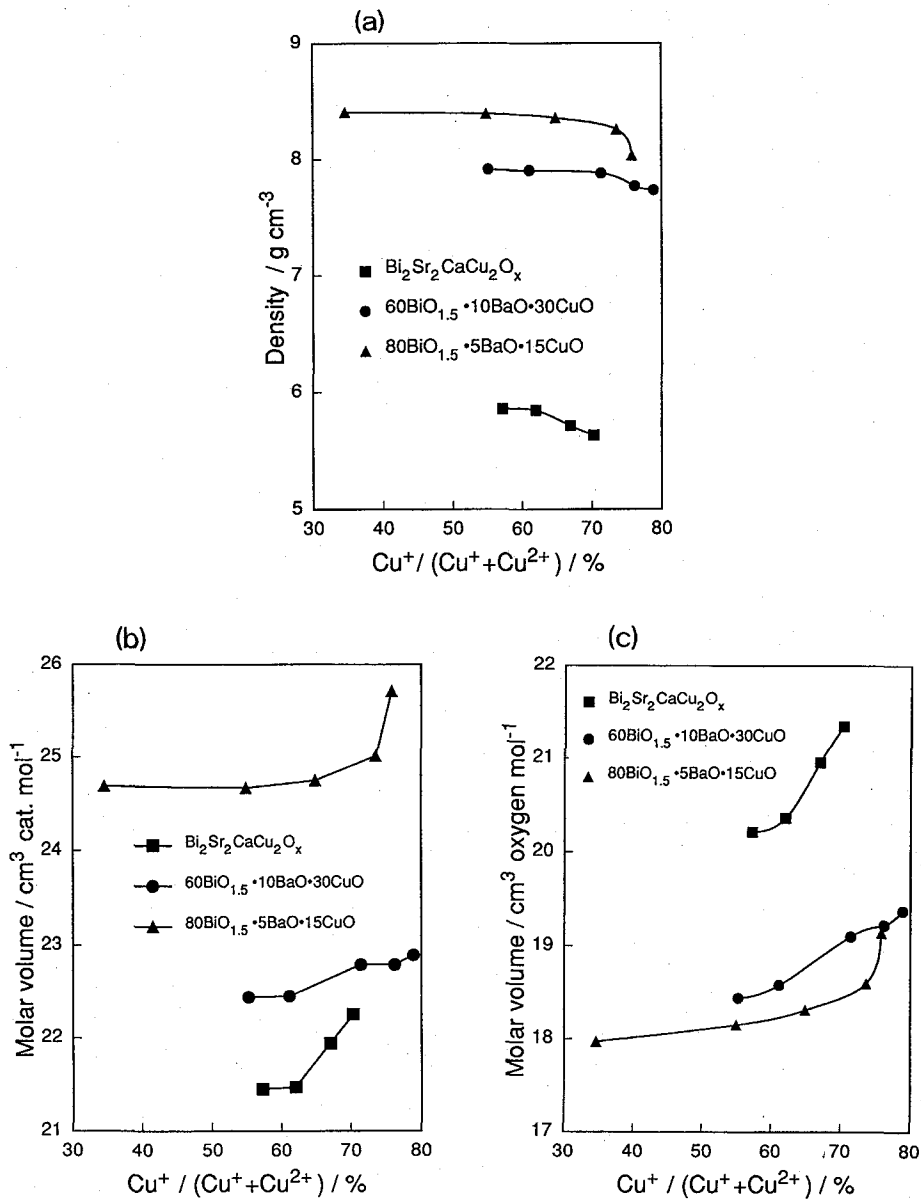 (a)
9
8
7
6
5
Density / g cm⁻³
Bi₂Sr₂CaCu₂Oₓ
60BiO₁.₅•10BaO•30CuO
80BiO₁.₅•5BaO•15CuO
30 40 50 60 70 80
Cu⁺/ (Cu⁺+Cu²⁺) / %
(b)
26
25
24
23
22
21
Molar volume / cm³ cat. mol⁻¹
Bi₂Sr₂CaCu₂Oₓ
60BiO₁.₅•10BaO•30CuO
80BiO₁.₅•5BaO•15CuO
30 40 50 60 70 80
Cu⁺ / (Cu⁺+Cu²⁺) / %
(c)
22
21
20
19
18
17
Molar volume / cm³ oxygen mol⁻¹
Bi₂Sr₂CaCu₂Oₓ
60BiO₁.₅•10BaO•30CuO
80BiO₁.₅•5BaO•15CuO
30 40 50 60 70 80
Cu⁺ / (Cu⁺+Cu²⁺) / %